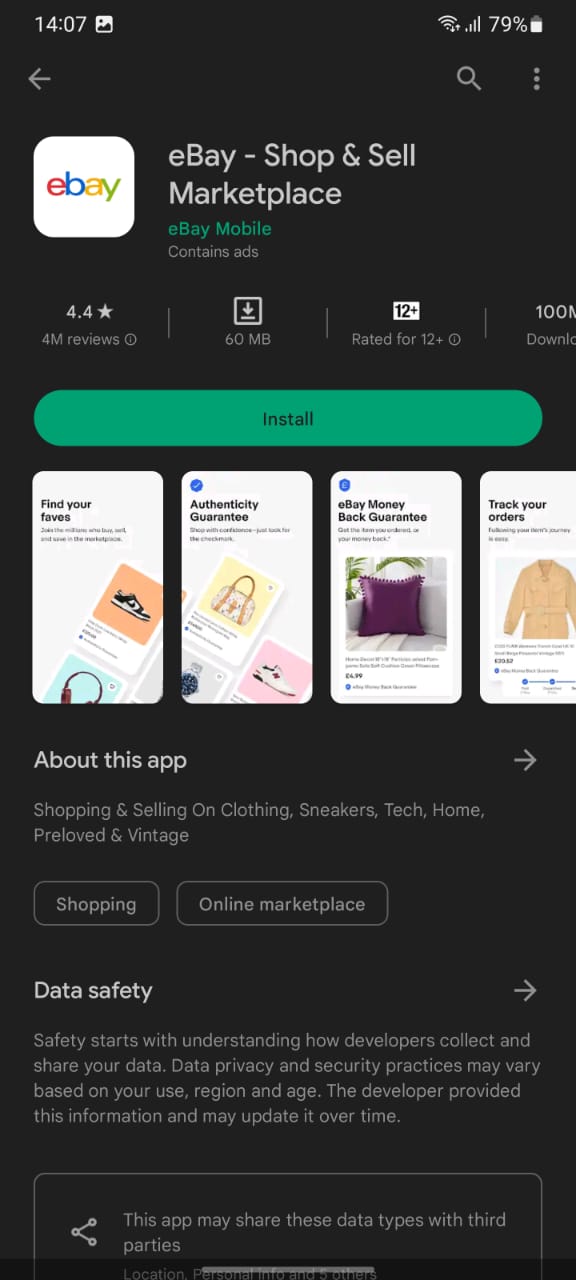 14:07
79%
ebay
eBay - Shop & Sell
Marketplace
eBay Mobile
Contains ads
4.4★
4M reviews
60 MB
12+
Rated for 12+
100M
Downlo
Install
Find your
faves
Join the millions who buy, sell,
and save in the marketplace.
Authenticity
Guarantee
Shop with confidence—just look for
the checkmark.
eBay Money
Back Guarantee
Get the item you ordered, or
your money back.*
£4.99
eBay Money Back Guarantee
Track your
orders
Following your item's journey
is easy.
£20.52
eBay Money Back Guarantee
About this app
Shopping & Selling On Clothing, Sneakers, Tech, Home,
Preloved & Vintage
Shopping
Online marketplace
Data safety
Safety starts with understanding how developers collect and
share your data. Data privacy and security practices may vary
based on your use, region and age. The developer provided
this information and may update it over time.
This app may share these data types with third
parties
Location, Personal info and 5 others